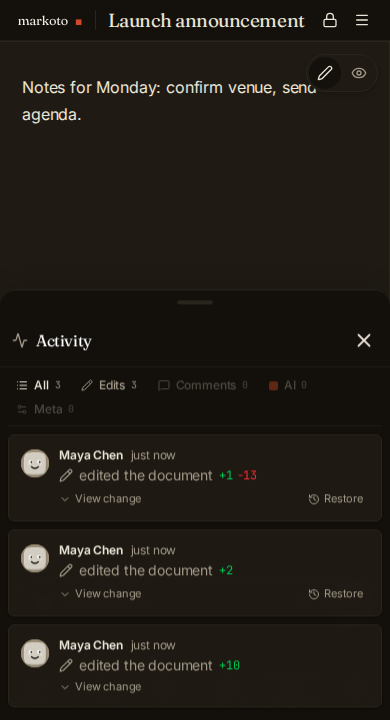 markoto
Launch announcement
Notes for Monday: confirm venue, send
agenda.
Activity
All 3 Edits 3 Comments 0 AI 0
Meta 0
Maya Chen just now
edited the document +1 -13
View change Restore
Maya Chen just now
edited the document +2
View change Restore
Maya Chen just now
edited the document +10
View change